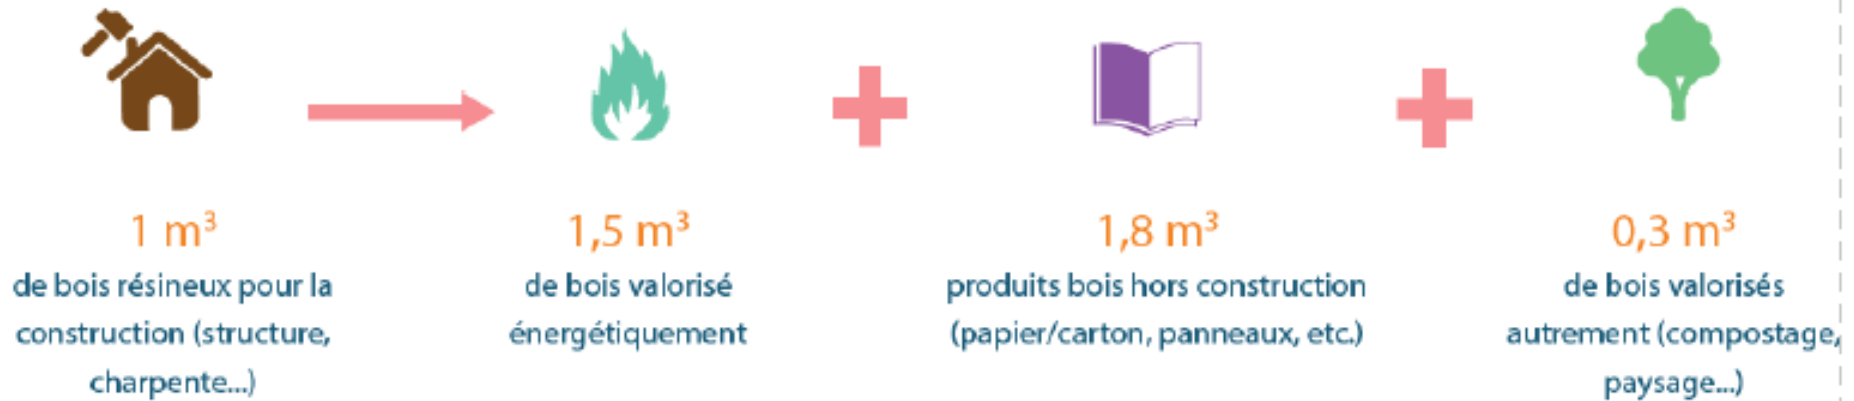 1 m³
de bois résineux pour la
construction (structure,
charpente...)
1,5 m³
de bois valorisé
énergétiquement
1,8 m³
produits bois hors construction
(papier/carton, panneaux, etc.)
0,3 m³
de bois valorisés
autrement (compostage,
paysage...)